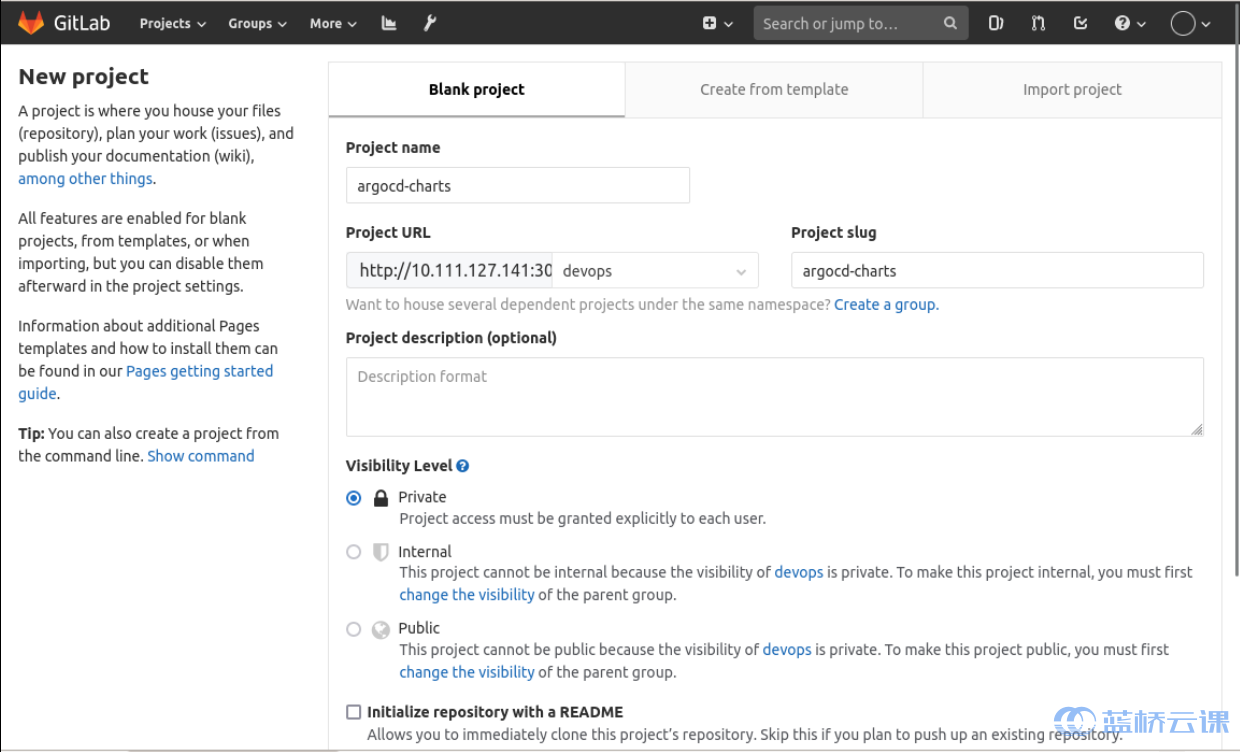 GitLab Projects Groups More Search or jump to...
New project
A project is where you house your files
(repository), plan your work (issues), and
publish your documentation (wiki),
among other things.
All features are enabled for blank
projects, from templates, or when
importing, but you can disable them
afterward in the project settings.
Information about additional Pages
templates and how to install them can
be found in our Pages getting started
guide.
Tip: You can also create a project from
the command line. Show command
Blank project Create from template Import project
Project name
argocd-charts
Project URL Project slug
http://10.111.127.141:30 devops argocd-charts
Want to house several dependent projects under the same namespace? Create a group.
Project description (optional)
Description format
Visibility Level
Private
Project access must be granted explicitly to each user.
Internal
This project cannot be internal because the visibility of devops is private. To make this project internal, you must first
change the visibility of the parent group.
Public
This project cannot be public because the visibility of devops is private. To make this project public, you must first
change the visibility of the parent group.
Initialize repository with a README
Allows you to immediately clone this project's repository. Skip this if you plan to push up an existing repository.
蓝桥云课